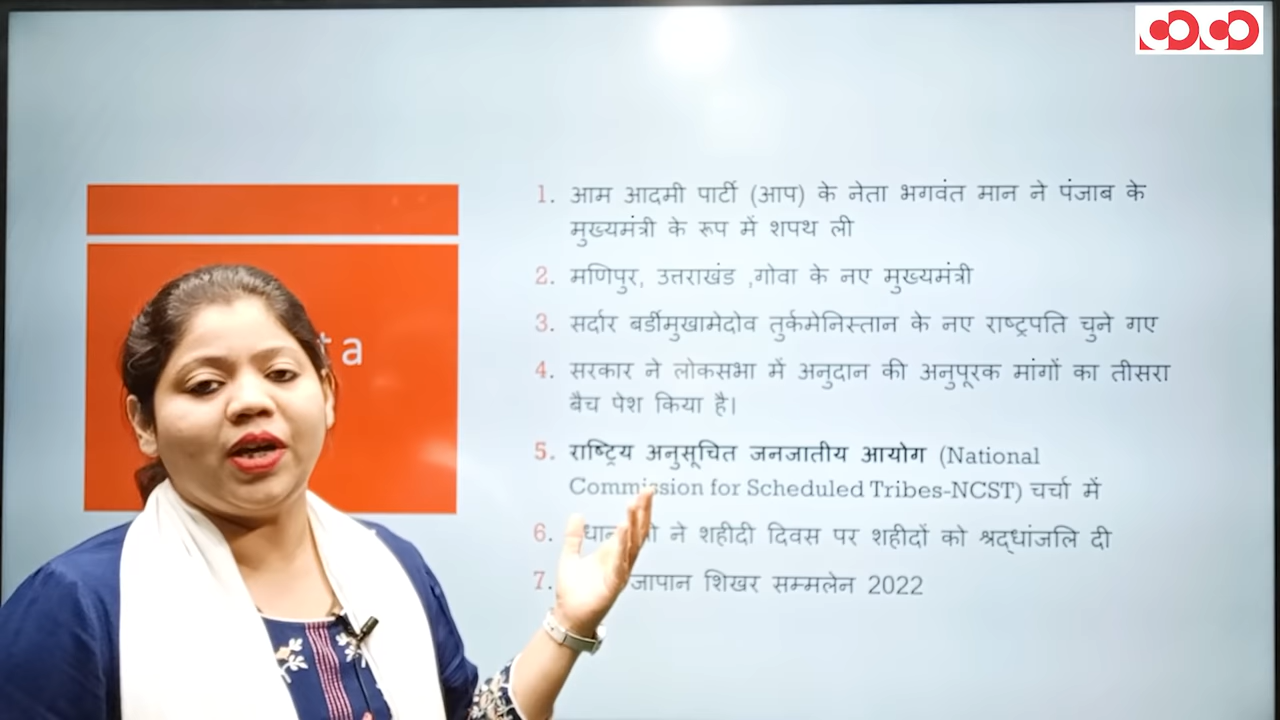 t a
1. आम आदमी पार्टी (आप) के नेता भगवंत मान ने पंजाब के
मुख्यमंत्री के रूप में शपथ ली
2. मणिपुर, उत्तराखंड ,गोवा के नए मुख्यमंत्री
3. सर्दार बर्डीमुखामेदोव तुर्कमेनिस्तान के नए राष्ट्रपति चुने गए
4. सरकार ने लोकसभा में अनुदान की अनुपूरक मांगों का तीसरा
बैच पेश किया है।
5. राष्ट्रिय अनुसूचित जनजातीय आयोग (National
Commission for Scheduled Tribes-NCST) चर्चा में
6. ने शहीदी दिवस पर शहीदों को श्रद्धांजलि दी
7. जापान शिखर सम्मलेन 2022